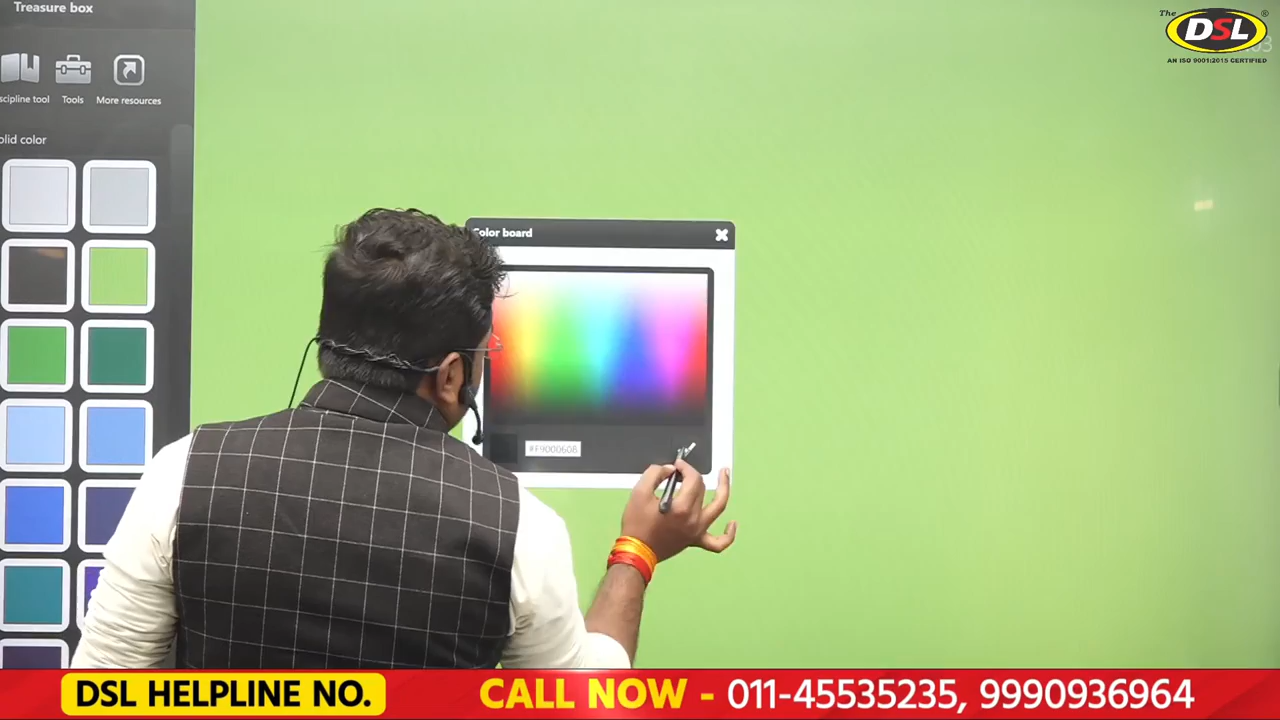 Treasure box
The
DSL
®
AN ISO 9001:2015 CERTIFIED
scipline tool
Tools
More resources
olid color
Color board
DSL HELPLINE NO.
CALL NOW - 011-45535235, 9990936964